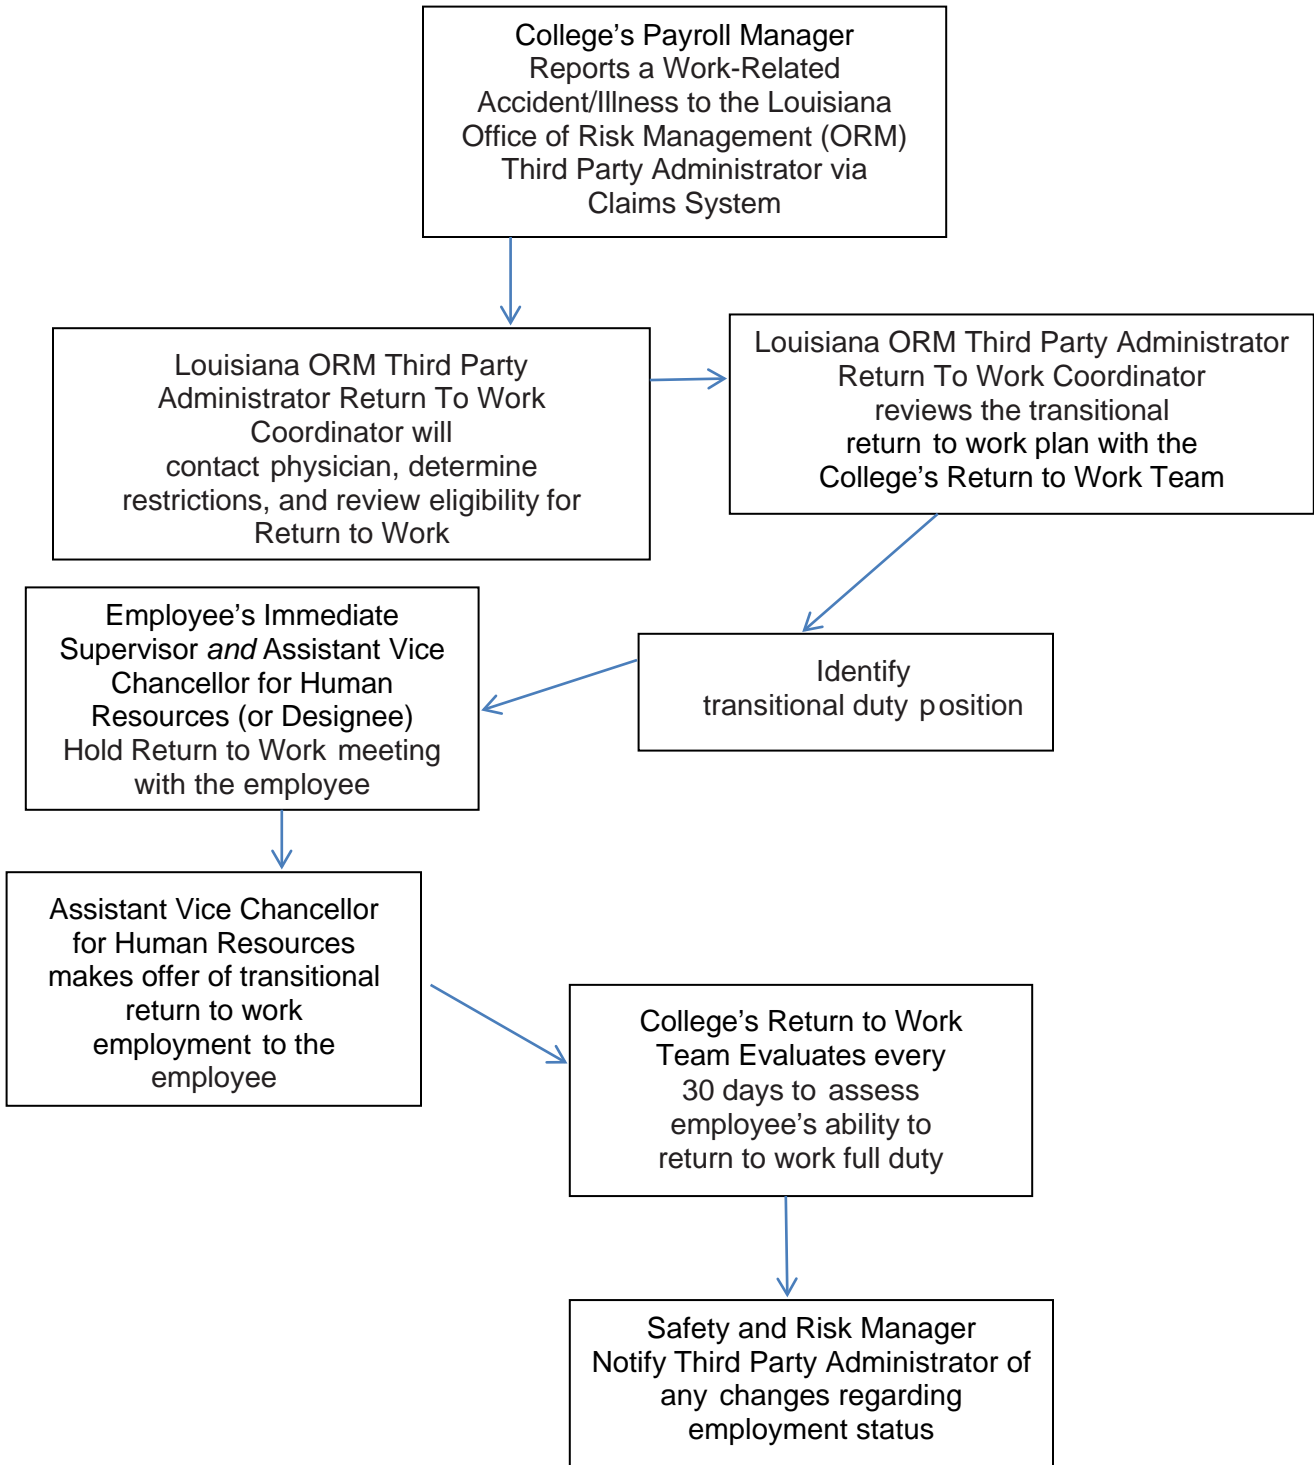 College’s Payroll Manager
Reports a Work-Related
Accident/Illness to the Louisiana
Office of Risk Management (ORM)
Third Party Administrator via
Claims System
Louisiana ORM Third Party
Administrator Return To Work
Coordinator will
contact physician, determine
restrictions, and review eligibility for
Return to Work
Louisiana ORM Third Party Administrator
Return To Work Coordinator
reviews the transitional
return to work plan with the
College’s Return to Work Team
Identify
transitional duty position
Employee’s Immediate
Supervisor and Assistant Vice
Chancellor for Human
Resources (or Designee)
Hold Return to Work meeting
with the employee
Assistant Vice Chancellor
for Human Resources
makes offer of transitional
return to work
employment to the
employee
College’s Return to Work
Team Evaluates every
30 days to assess
employee’s ability to
return to work full duty
Safety and Risk Manager
Notify Third Party Administrator of
any changes regarding
employment status